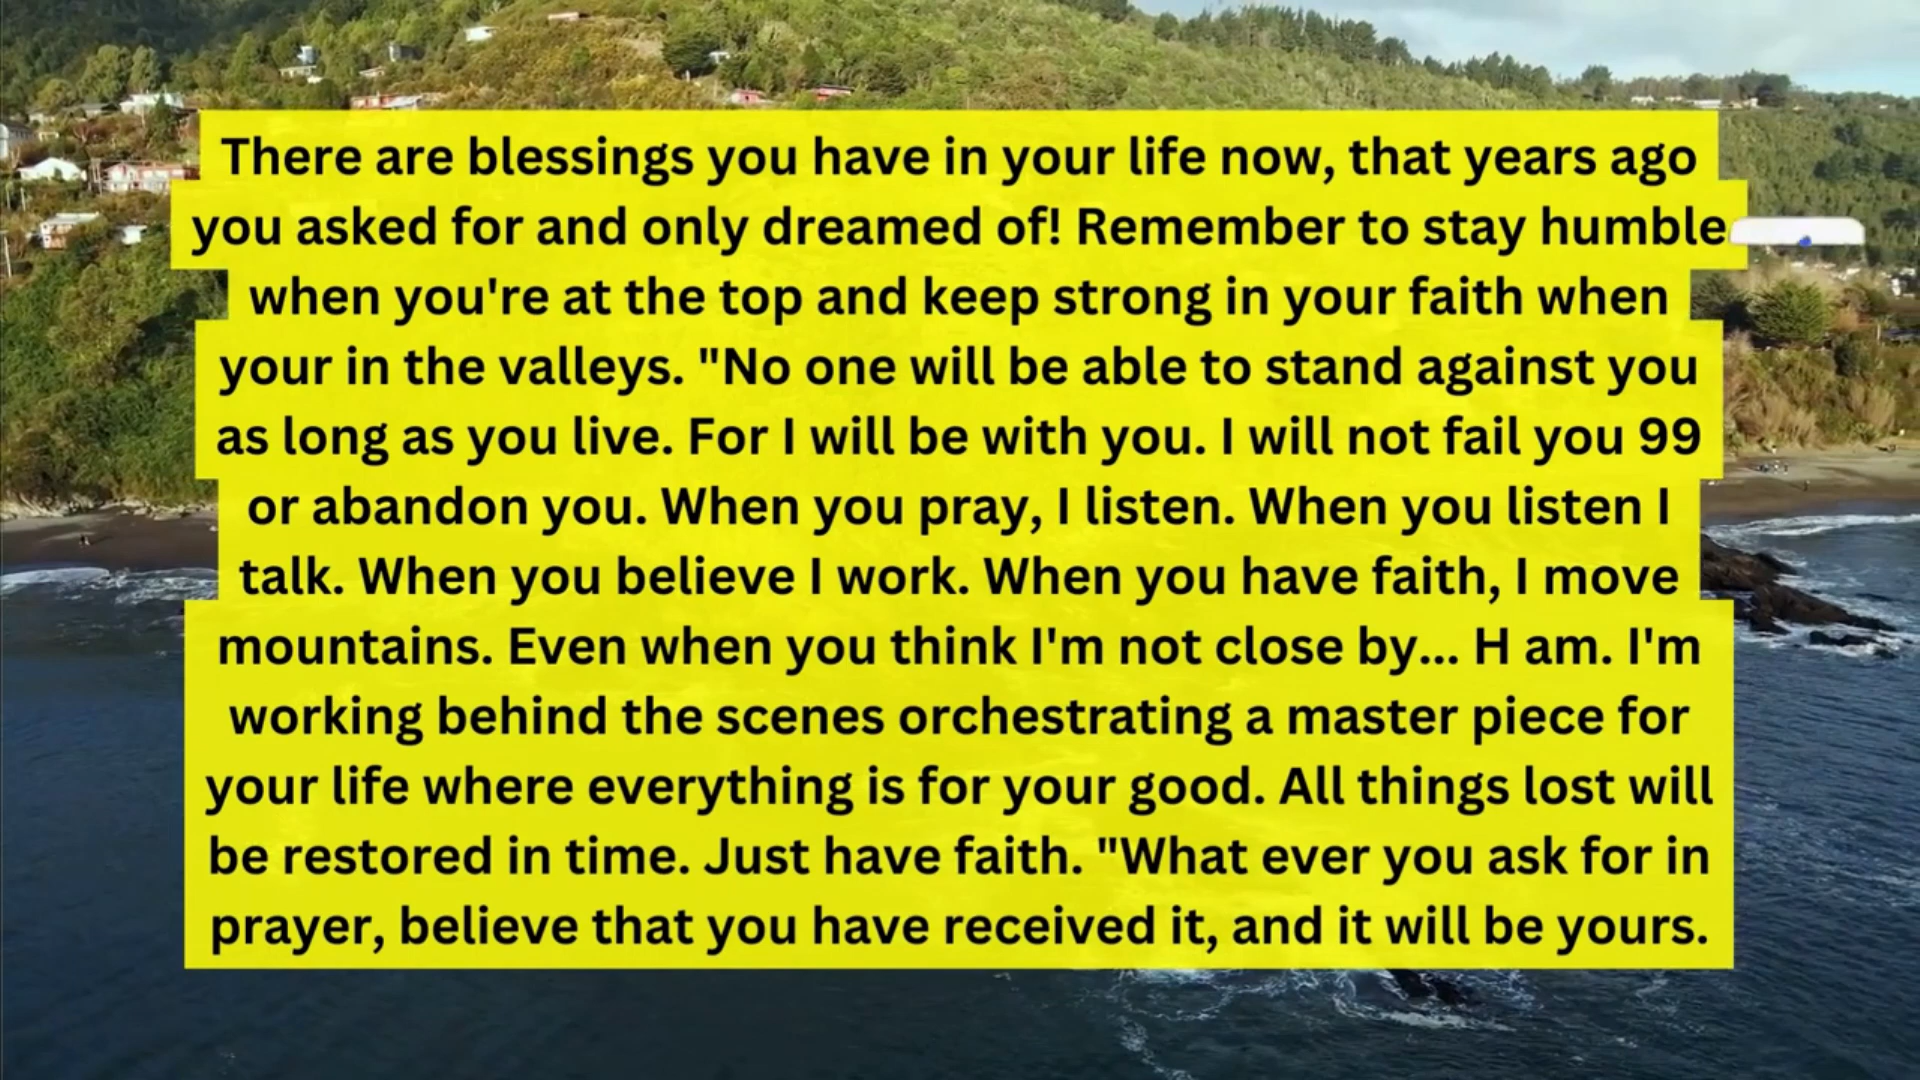 There are blessings you have in your life now, that years ago
you asked for and only dreamed of! Remember to stay humble
when you're at the top and keep strong in your faith when
your in the valleys. "No one will be able to stand against you
as long as you live. For I will be with you. I will not fail you 99
or abandon you. When you pray, I listen. When you listen I
talk. When you believe I work. When you have faith, I move
mountains. Even when you think I'm not close by... H am. I'm
working behind the scenes orchestrating a master piece for
your life where everything is for your good. All things lost will
be restored in time. Just have faith. "What ever you ask for in
prayer, believe that you have received it, and it will be yours.